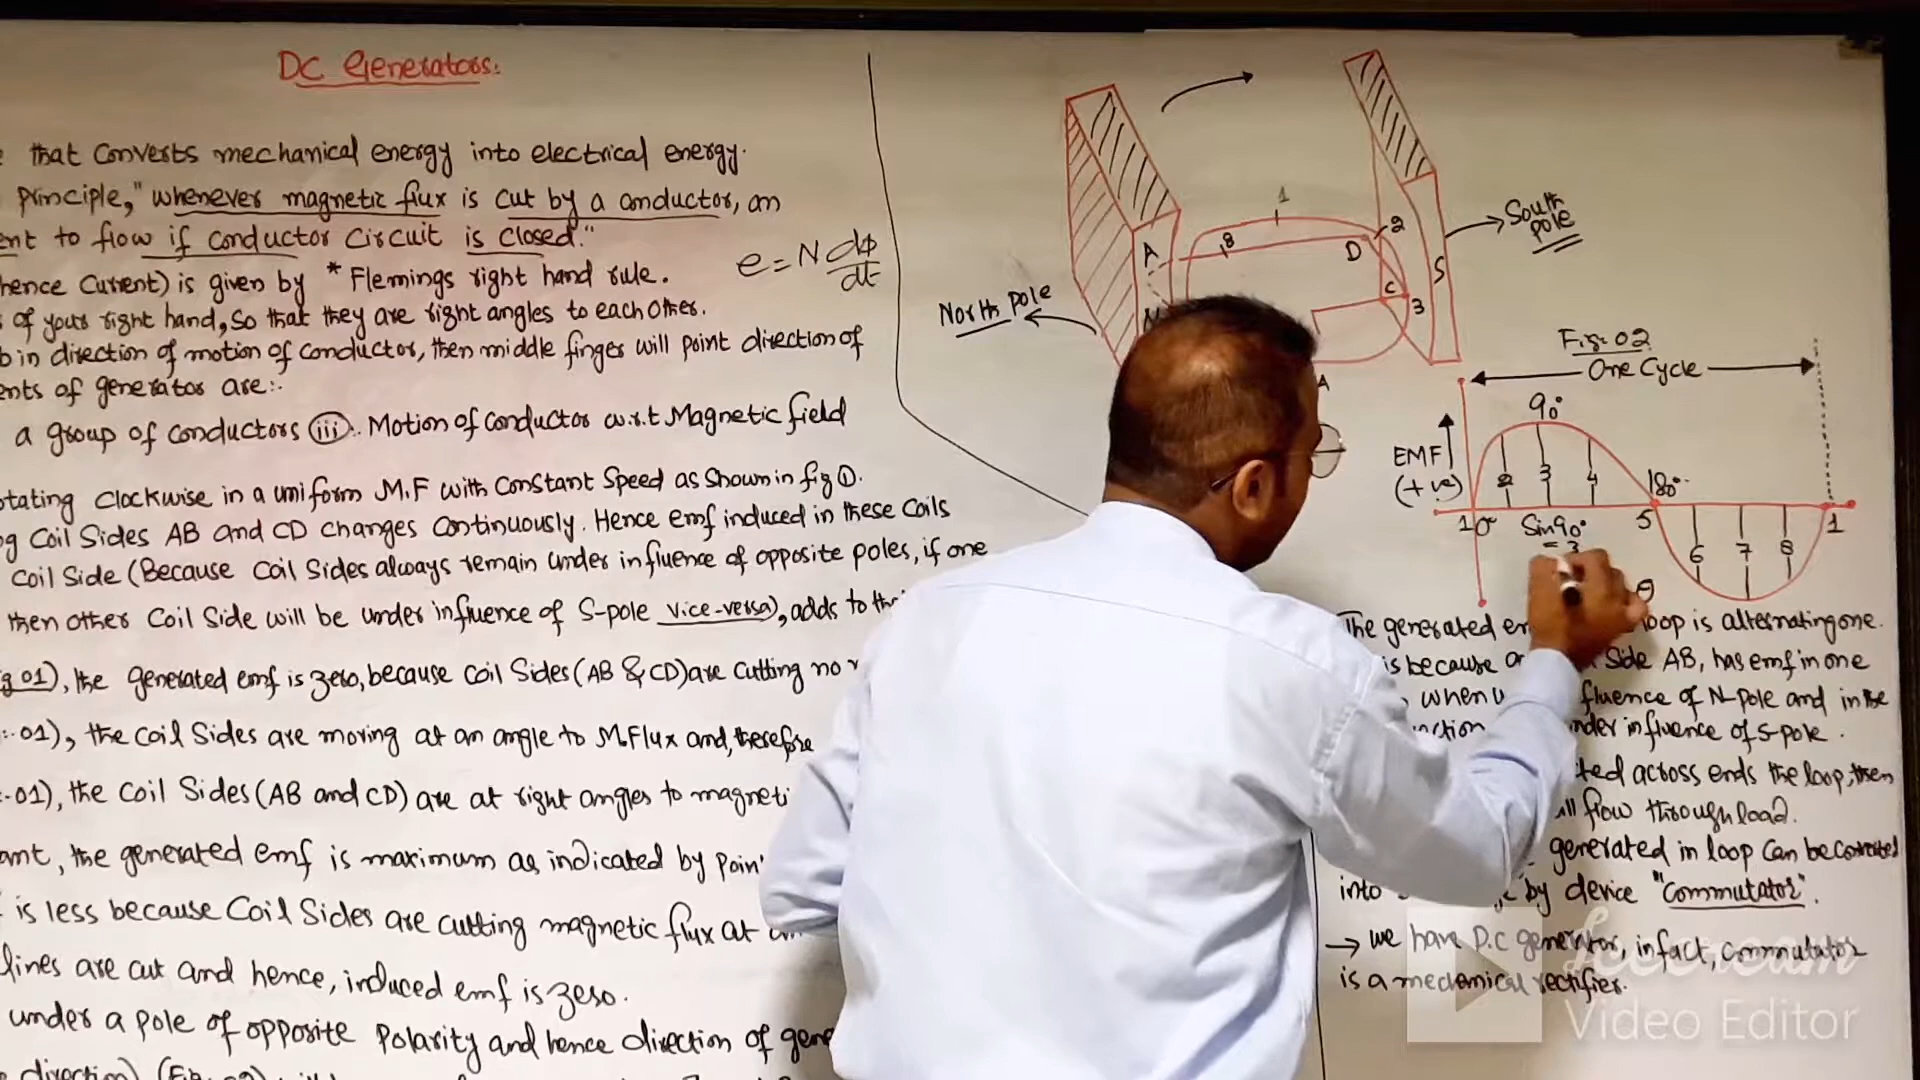 DC Generators:
that converts mechanical energy into electrical energy.
principle," whenever magnetic flux is cut by a conductor, an
ent to flow if conductor Circuit is closed."
hence Current) is given by * Flemings right hand rule.
e = N dϕ/dt
of your right hand, so that they are right angles to each other.
b in direction of motion of conductor, then middle finger will point direction of
ents of generator are:-
a group of conductors (iii). Motion of conductor w.r.t Magnetic field
otating clockwise in a uniform M.F with constant speed as shown in fig ①.
g coil sides AB and CD changes continuously. Hence emf induced in these coils
coil side (Because coil sides always remain under influence of opposite poles, if one
then other coil side will be under influence of S-pole vice-versa), adds to
g 01), the generated emf is zero, because coil sides (AB & CD) are cutting no
:-01), the coil sides are moving at an angle to M.Flux and, therefore
:-01), the coil sides (AB and CD) are at right angles to
ant, the generated emf is maximum as indicated by
is less because coil sides are cutting magnetic flux at
lines are cut and hence, induced emf is zero.
under a pole of opposite polarity and hence direction of
direction)
North pole
South pole
A
1
2
8
D
C
3
S
A
Fig:-02
One Cycle
EMF
(+ve)
90°
180°
2 3 4
1 0° Sin90° 5 1
= 3
6 7 8
θ
The generated loop is alternating one.
is because side AB, has emf in one
when fluence of N-pole and in the
nder influence of S-pole.
ted across ends the loop, then
ll flow through load.
generated in loop can be converted
into by device "commutator".
→ we have D.C generator, infact, commutator
is a mechanical rectifier.
Icecream
Video Editor